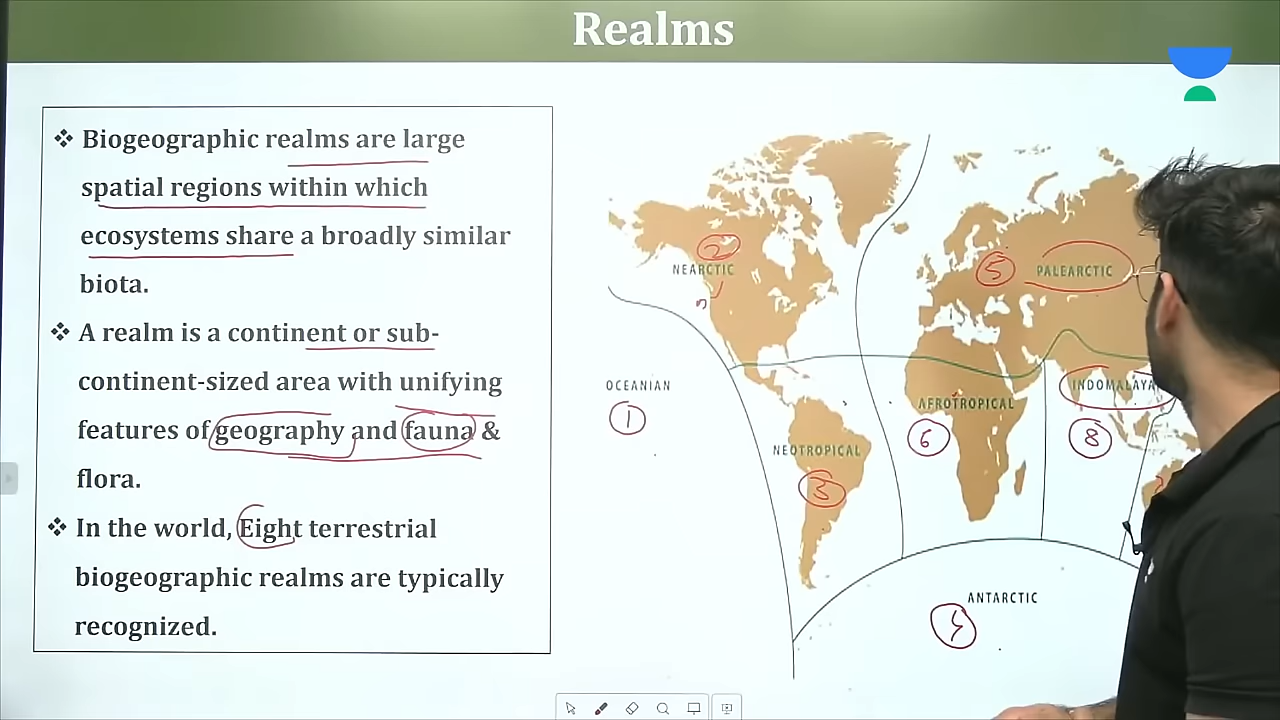 Realms
❖ Biogeographic realms are large
spatial regions within which
ecosystems share a broadly similar
biota.
❖ A realm is a continent or sub-
continent-sized area with unifying
features of geography and fauna &
flora.
❖ In the world, Eight terrestrial
biogeographic realms are typically
recognized.
2
NEARCTIC
5 PALEARCTIC
OCEANIAN
1
AFROTROPICAL
6
INDOMALAYA
8
NEOTROPICAL
3
ANTARCTIC